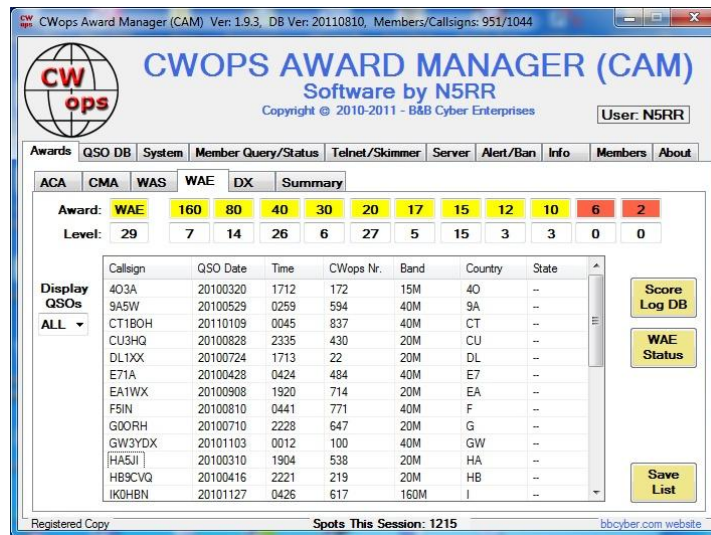 CWops Award Manager (CAM) Ver: 1.9.3, DB Ver: 20110810, Members/Callsigns: 951/1044
CW ops
CWOPS AWARD MANAGER (CAM)
Software by N5RR
Copyright @ 2010-2011 - B&B Cyber Enterprises
User: N5RR
Awards QSO DB System Member Query/Status Telnet/Skimmer Server Alert/Ban Info Members About
ACA CMA WAS WAE DX Summary
Award: WAE 160 80 40 30 20 17 15 12 10 6 2
Level: 29 7 14 26 6 27 5 15 3 3 0 0
Display QSOs
ALL
Callsign QSO Date Time CWops Nr. Band Country State
4O3A 20100320 1712 172 15M 4O --
9A5W 20100529 0259 594 40M 9A --
CT1BOH 20110109 0045 837 40M CT --
CU3HQ 20100828 2335 430 20M CU --
DL1XX 20100724 1713 22 20M DL --
E71A 20100428 0424 484 40M E7 --
EA1WX 20100908 1920 714 20M EA --
F5IN 20100810 0441 771 40M F --
G0ORH 20100710 2228 647 20M G --
GW3YDX 20101103 0012 100 40M GW --
HA5JI 20100310 1904 538 20M HA --
HB9CVQ 20100416 2221 219 20M HB --
IK0HBN 20101127 0426 617 160M I --
Score Log DB
WAE Status
Save List
Registered Copy
Spots This Session: 1215
bbcyber.com website